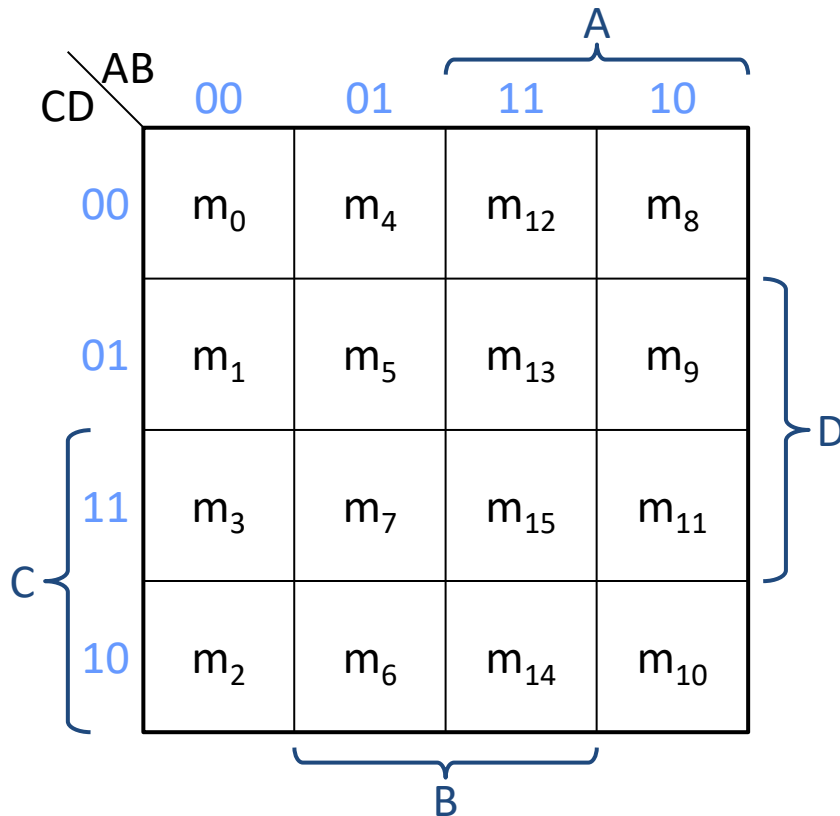 A
AB
CD
00 01 11 10
00 m₀ m₄ m₁₂ m₈
01 m₁ m₅ m₁₃ m₉
D
11 m₃ m₇ m₁₅ m₁₁
C
10 m₂ m₆ m₁₄ m₁₀
B